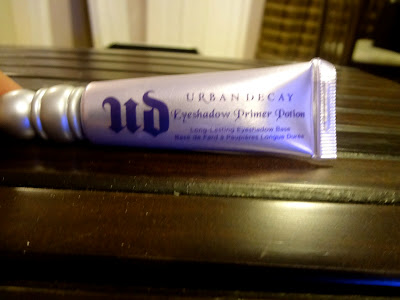 ud
URBAN DECAY
Eyeshadow Primer Potion
Long-Lasting Eyeshadow Base
Base de Fard à Paupières Longue Durée